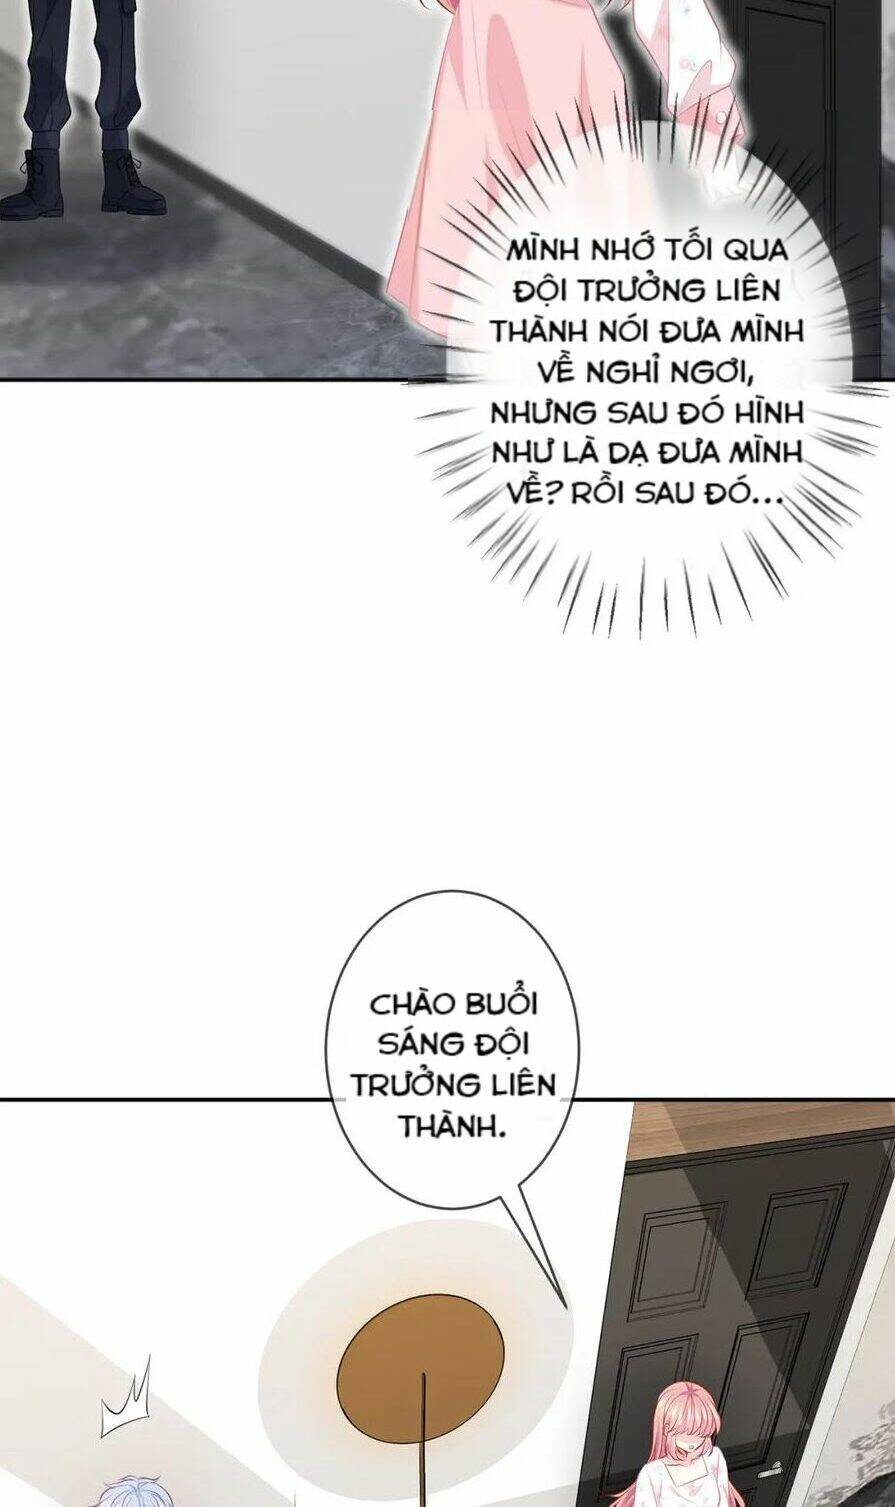 MÌNH NHỚ TỐI QUA
ĐỘI TRƯỞNG LIÊN
THÀNH NÓI ĐƯA MÌNH
VỀ NGHỈ NGƠI,
NHƯNG SAU ĐÓ HÌNH
NHƯ LÀ DẠ ĐƯA MÌNH
VỀ? RỒI SAU ĐÓ...
CHÀO BUỔI
SÁNG ĐỘI
TRƯỞNG LIÊN
THÀNH.